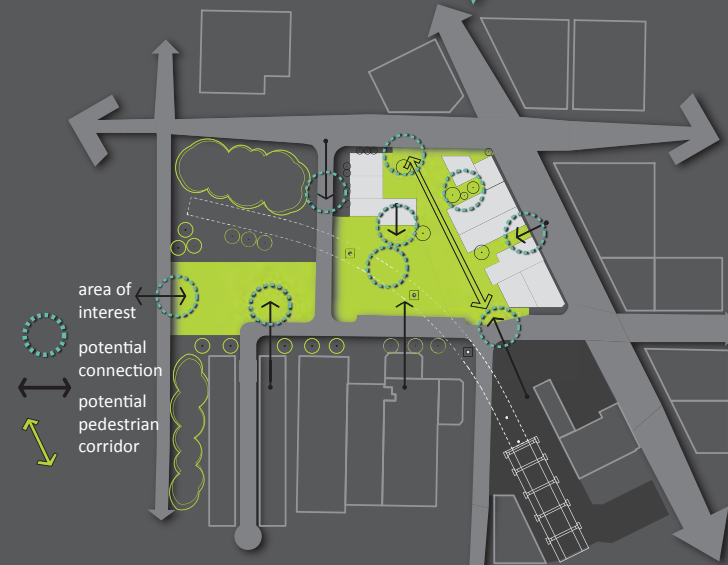 area of
interest
potential
connection
potential
pedestrian
corridor